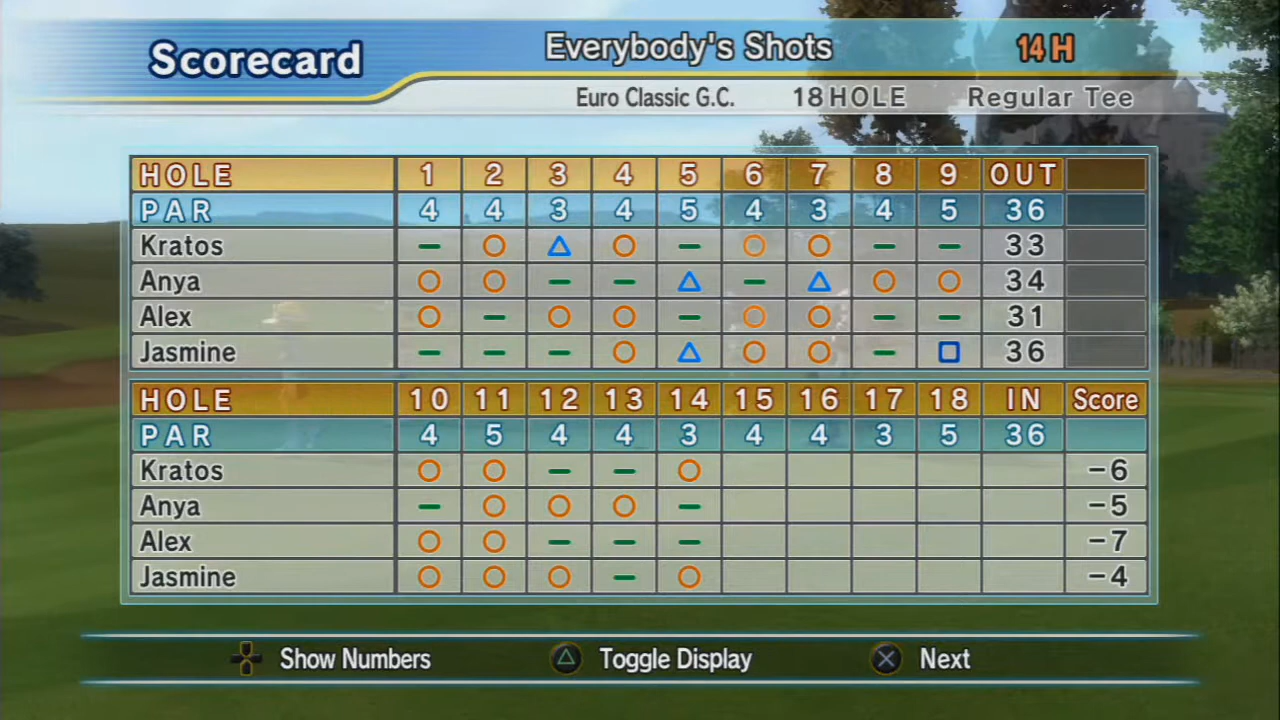 Scorecard Everybody's Shots 14 H
Euro Classic G.C. 18 HOLE Regular Tee
HOLE 1 2 3 4 5 6 7 8 9 OUT
PAR 4 4 3 4 5 4 3 4 5 36
Kratos – ○ △ ○ – ○ ○ – – 33
Anya ○ ○ – – △ – △ ○ ○ 34
Alex ○ – ○ ○ – ○ ○ – – 31
Jasmine – – – ○ △ ○ ○ – □ 36
HOLE 10 11 12 13 14 15 16 17 18 IN Score
PAR 4 5 4 4 3 4 4 3 5 36
Kratos ○ ○ – – ○ −6
Anya – ○ ○ ○ – −5
Alex ○ ○ – – – −7
Jasmine ○ ○ ○ – ○ −4
Show Numbers △ Toggle Display ✕ Next